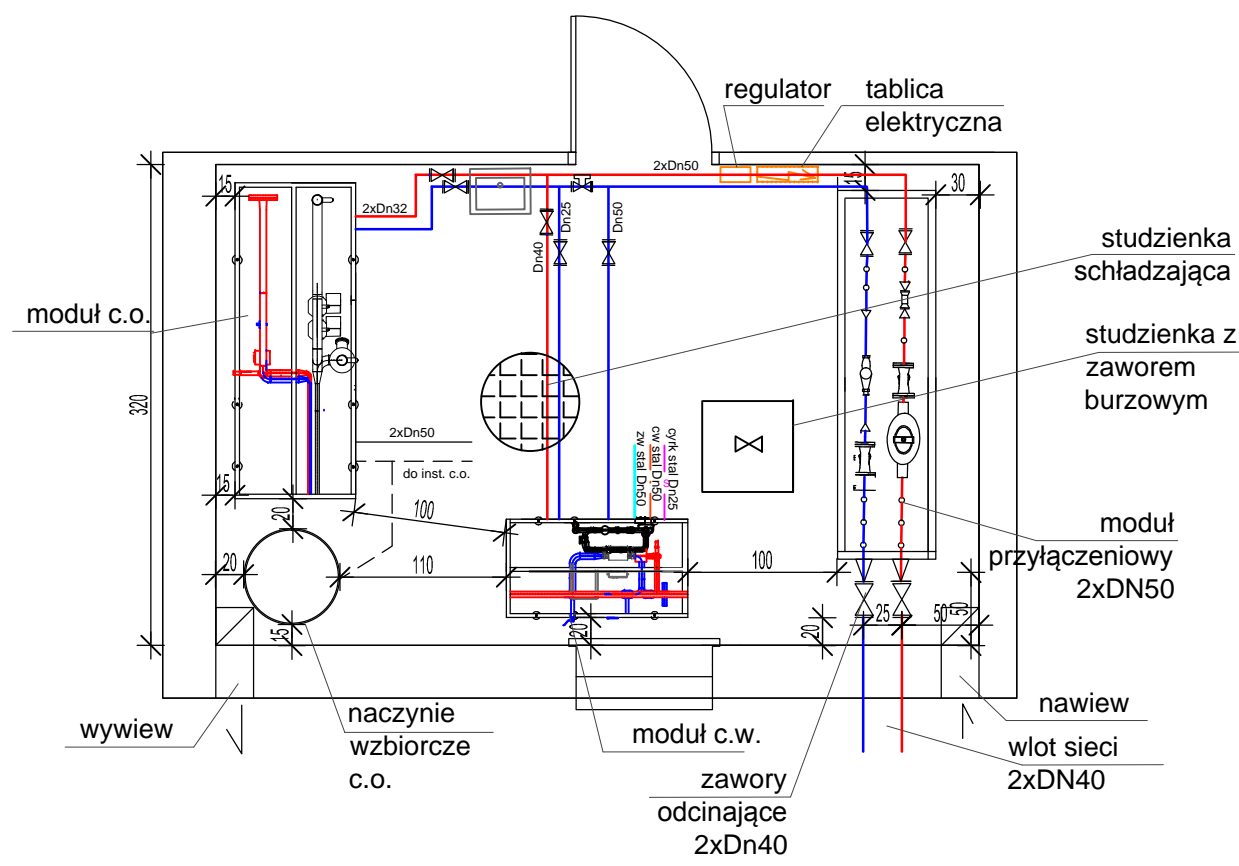 regulator
tablica
elektryczna
2xDn50
15
15
30
2xDn32
Dn25
Dn50
Dn40
studzienka
schładzająca
moduł c.o.
studzienka z
zaworem
burzowym
320
2xDn50
do inst. c.o.
zw stal Dn50
cw stal Dn50
cyrk stal Dn25
S
15
20
100
moduł
przyłączeniowy
2xDN50
20
110
100
15
20
20
25
50
50
wywiew
naczynie
wzbiorcze
c.o.
moduł c.w.
zawory
odcinające
2xDn40
nawiew
wlot sieci
2xDN40